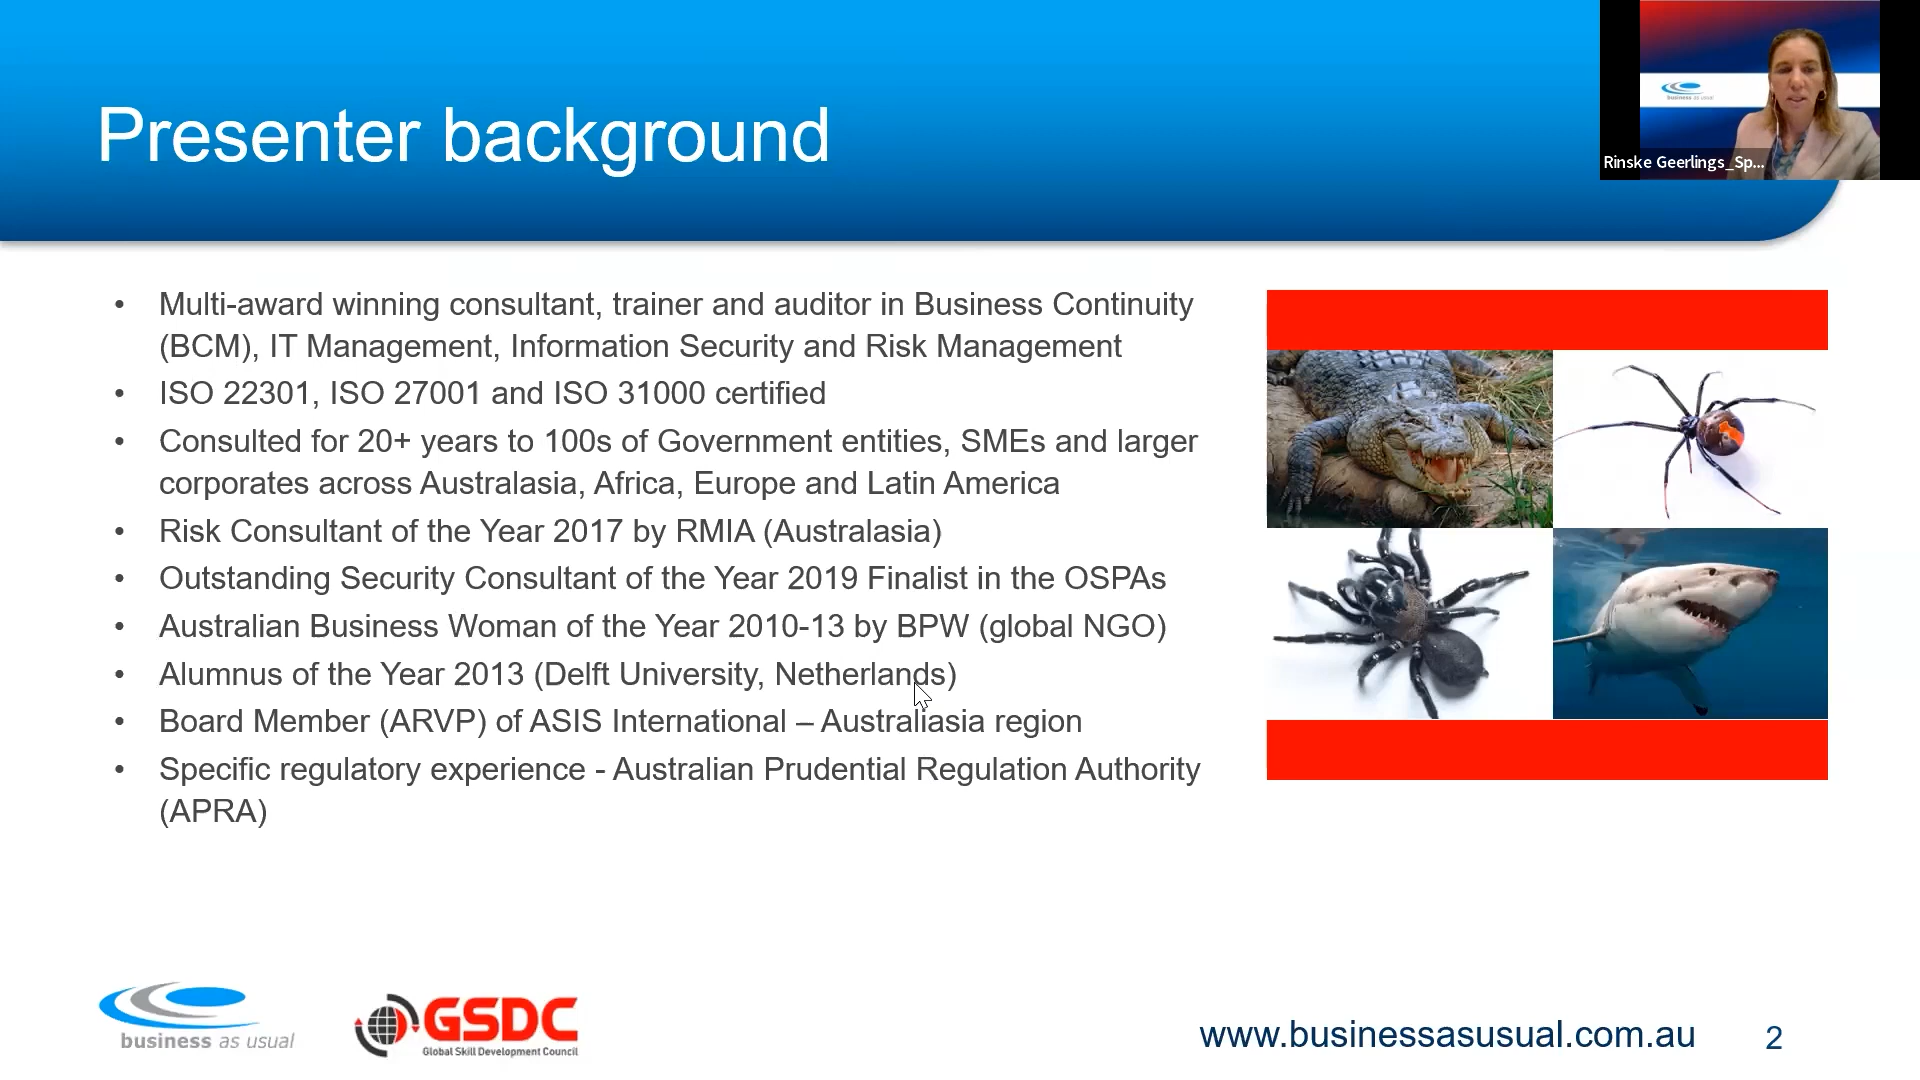 Presenter background
business as usual
Rinske Geerlings_Sp...
• Multi-award winning consultant, trainer and auditor in Business Continuity
(BCM), IT Management, Information Security and Risk Management
• ISO 22301, ISO 27001 and ISO 31000 certified
• Consulted for 20+ years to 100s of Government entities, SMEs and larger
corporates across Australasia, Africa, Europe and Latin America
• Risk Consultant of the Year 2017 by RMIA (Australasia)
• Outstanding Security Consultant of the Year 2019 Finalist in the OSPAs
• Australian Business Woman of the Year 2010-13 by BPW (global NGO)
• Alumnus of the Year 2013 (Delft University, Netherlands)
• Board Member (ARVP) of ASIS International – Australiasia region
• Specific regulatory experience - Australian Prudential Regulation Authority
(APRA)
business as usual
GSDC
Global Skill Development Council
www.businessasusual.com.au
2